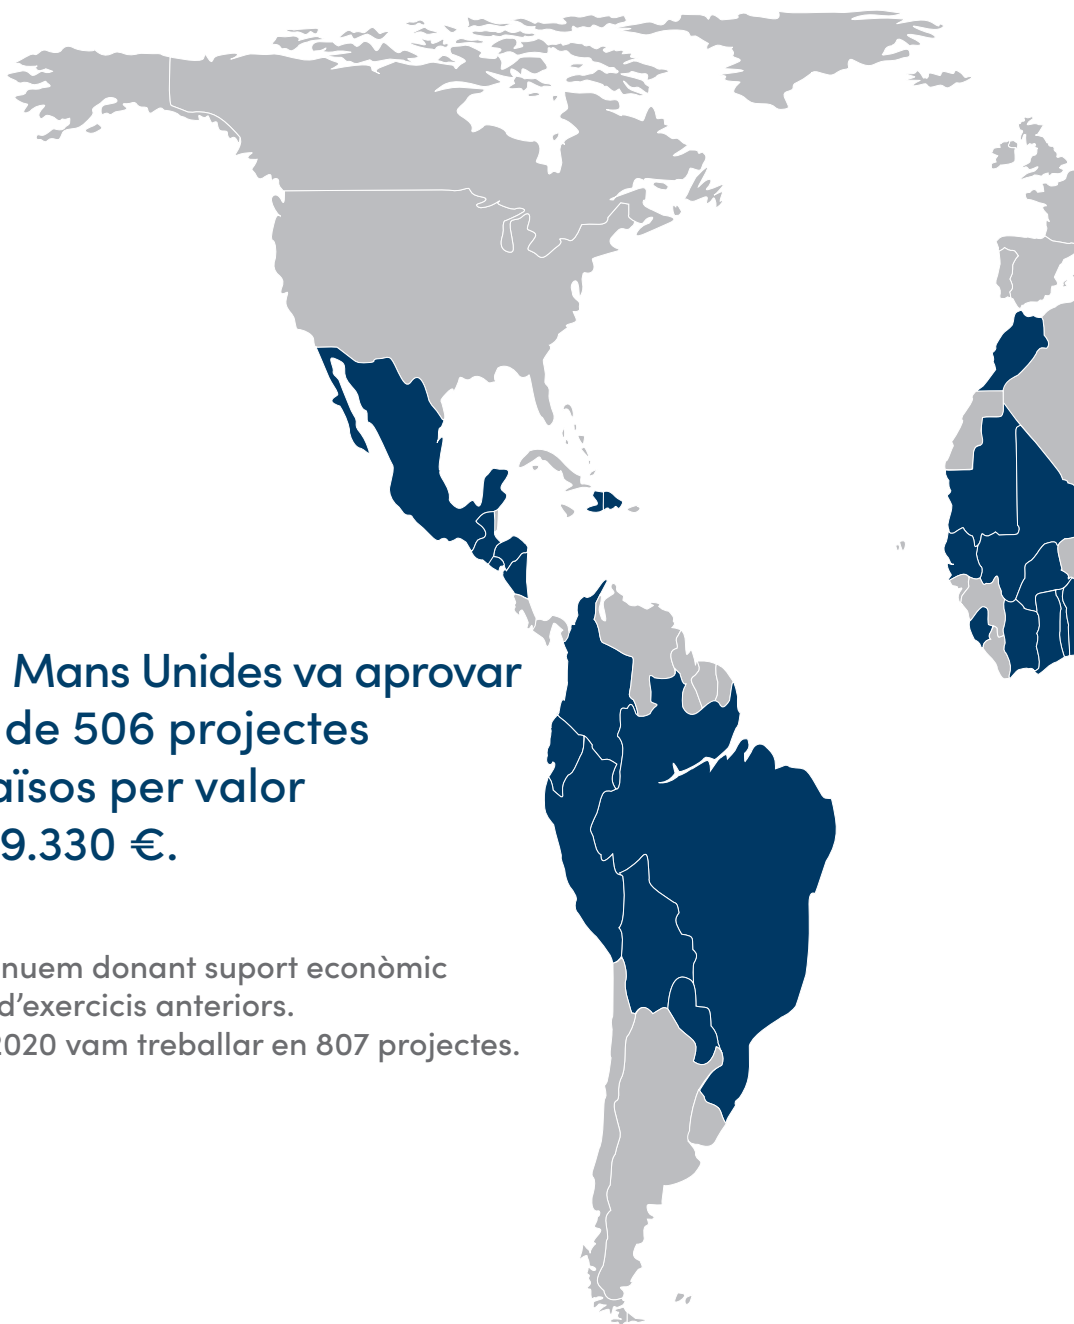 Mans Unides va aprovar
de 506 projectes
aïsos per valor
9.330 €.
nuem donant suport econòmic
d’exercicis anteriors.
2020 vam treballar en 807 projectes.